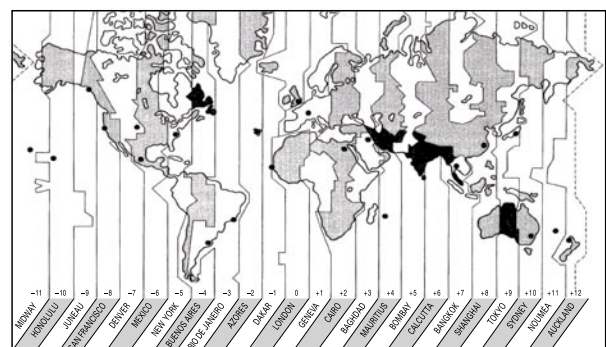 –11 –10 –9 –8 –7 –6 –5 –4 –3 –2 –1 0 +1 +2 +3 +4 +5 +6 +7 +8 +9 +10 +11 +12
MIDWAY
HONOLULU
JUNEAU
SAN FRANCISCO
DENVER
MEXICO
NEW YORK
BUENOS AIRES
RIO DE JANEIRO
AZORES
DAKAR
LONDON
GENEVA
CAIRO
BAGHDAD
MAURITIUS
BOMBAY
CALCUTTA
BANGKOK
SHANGHAI
TOKYO
SYDNEY
NOUMEA
AUCKLAND